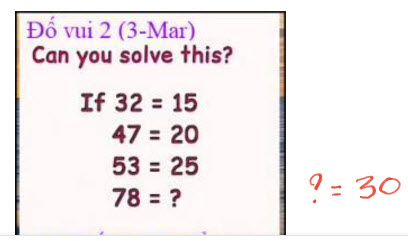 Đố vui 2 (3-Mar)
Can you solve this?
If 32 = 15
47 = 20
53 = 25
78 = ?
? = 30